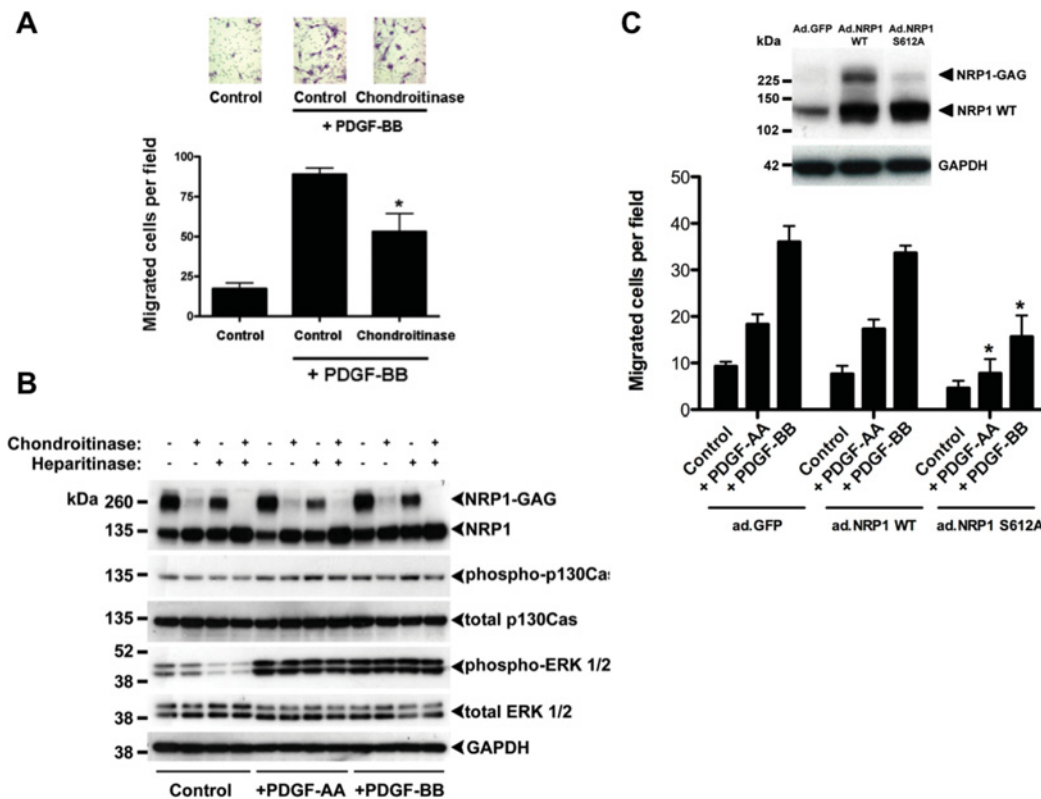 A
Control
Control Chondroitinase
+ PDGF-BB
Migrated cells per field
100
75
50
25
0
*
Control
Control Chondroitinase
+ PDGF-BB
B
Chondroitinase: - + - + - + - + - + - +
Heparitinase: - - + + - - + + - - + +
kDa
260
135
NRP1-GAG
NRP1
135
phospho-p130Cas
135
total p130Cas
52
38
phospho-ERK 1/2
38
total ERK 1/2
38
GAPDH
Control +PDGF-AA +PDGF-BB
C
Ad.GFP Ad.NRP1 WT Ad.NRP1 S612A
kDa
225
150
102
NRP1-GAG
NRP1 WT
42
GAPDH
Migrated cells per field
50
40
30
20
10
0
* *
Control + PDGF-AA + PDGF-BB
Control + PDGF-AA + PDGF-BB
Control + PDGF-AA + PDGF-BB
ad.GFP ad.NRP1 WT ad.NRP1 S612A